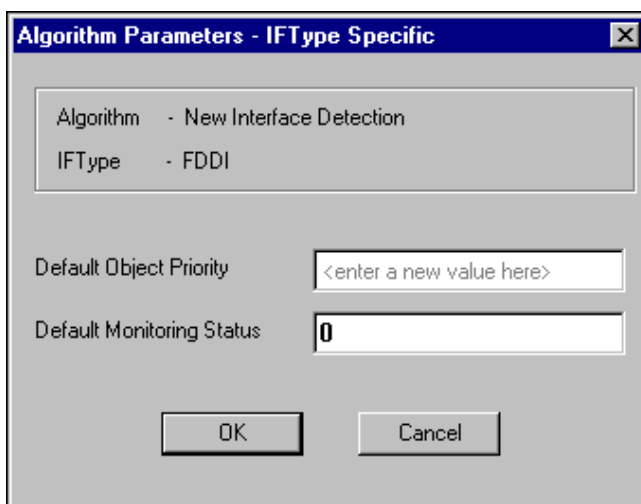 Algorithm Parameters - IFType Specific
Algorithm - New Interface Detection
IFType - FDDI
Default Object Priority <enter a new value here>
Default Monitoring Status 0
OK Cancel